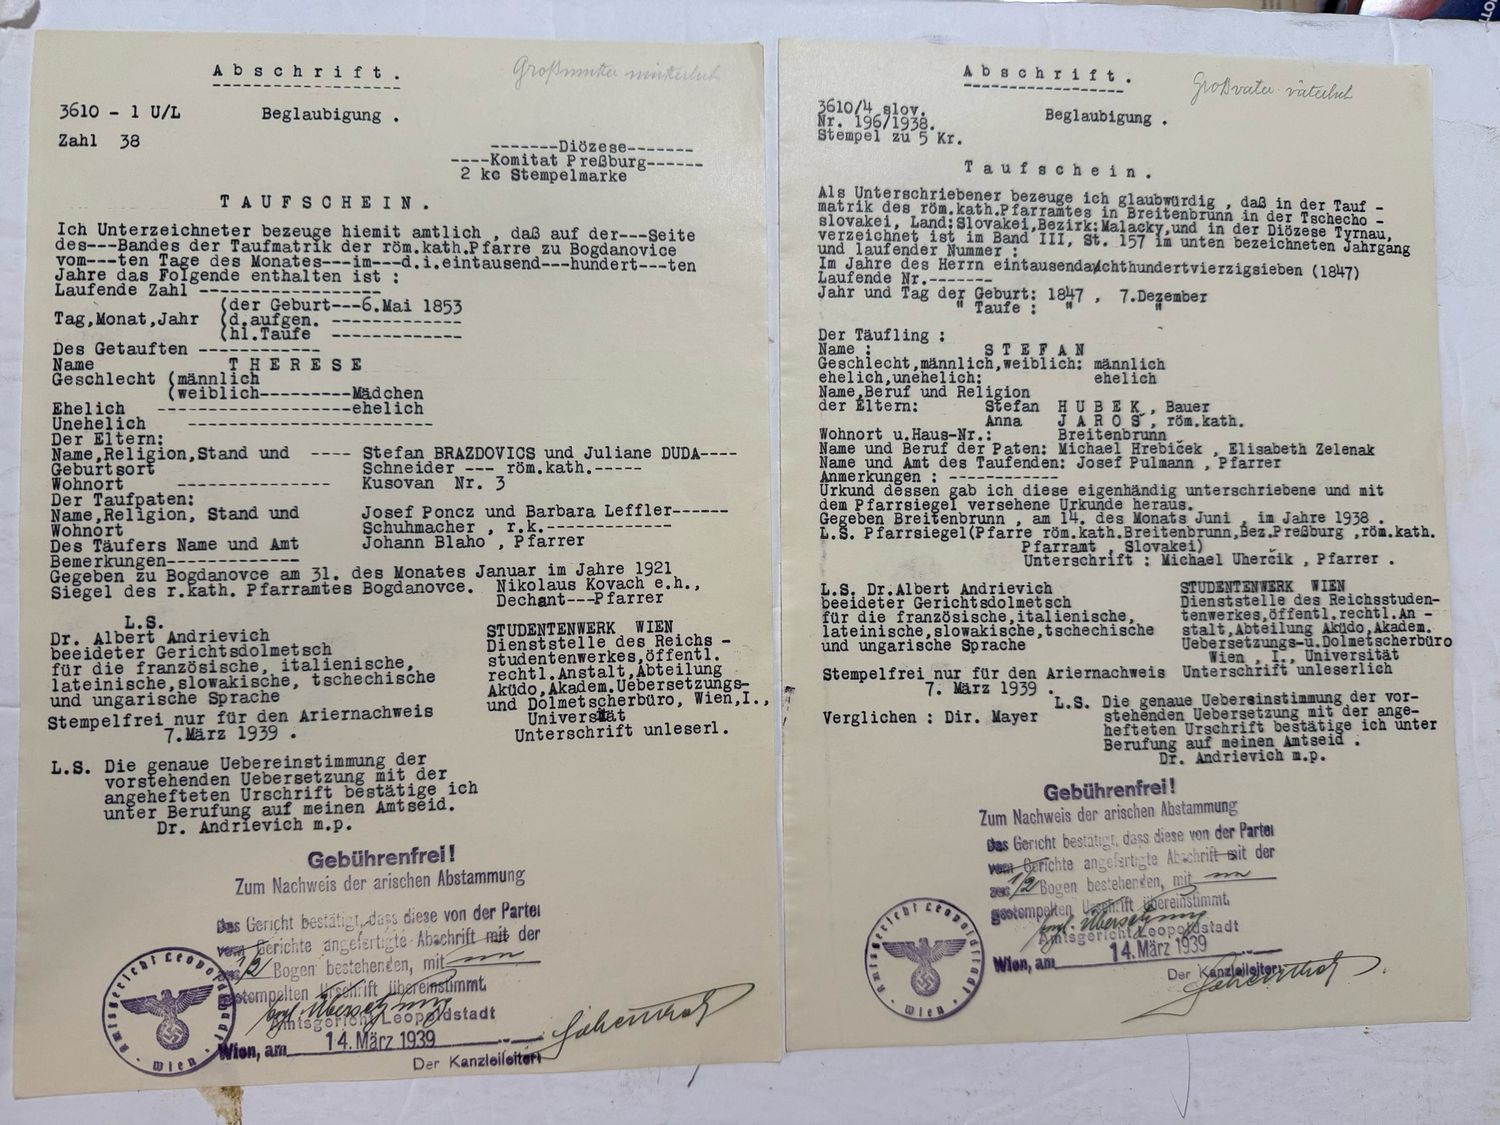 Abschrift.
Großmutter mütterlich
3610 - 1 U/L
Beglaubigung .
Zahl 38
-------Diözese-------
----Komitat Preßburg------
2 kc Stempelmarke
TAUFSCHEIN.
Ich Unterzeichneter bezeuge hiemit amtlich , daß auf der---Seite
des---Bandes der Taufmatrik der röm.kath.Pfarre zu Bogdanovice
vom---ten Tage des Monates---im---d.i.eintausend---hundert---ten
Jahre das Folgende enthalten ist :
Laufende Zahl ------------------
(der Geburt---6.Mai 1853
Tag,Monat,Jahr (d.aufgen. -------------
(hl.Taufe -------------
Des Getauften ------------
Name THERESE
Geschlecht (männlich
(weiblich---------Mädchen
Ehelich -------------------ehelich
Unehelich ------------------------
Der Eltern:
Name,Religion,Stand und ---- Stefan BRAZDOVICS und Juliane DUDA----
Geburtsort Schneider --- röm.kath.-----
Wohnort --------------- Kusovan Nr. 3
Der Taufpaten:
Name,Religion, Stand und Josef Poncz und Barbara Leffler------
Wohnort Schuhmacher , r.k.-------------
Des Täufers Name und Amt Johann Blaho , Pfarrer
Bemerkungen-------------
Gegeben zu Bogdanovce am 31. des Monates Januar im Jahre 1921
Siegel des r.kath. Pfarramtes Bogdanovce. Nikolaus Kovach e.h.,
Dechant---Pfarrer
L.S.
Dr. Albert Andrievich
beeideter Gerichtsdolmetsch
für die französische, italienische,
lateinische,slowakische, tschechische
und ungarische Sprache
Stempelfrei nur für den Ariernachweis
7.März 1939 .
STUDENTENWERK WIEN
Dienststelle des Reichs -
studentenwerkes,öffentl.
rechtl.Anstalt,Abteilung
Aküdo,Akadem.Uebersetzungs-
und Dolmetscherbüro, Wien,I.,
Universität
Unterschrift unleserl.
L.S. Die genaue Uebereinstimmung der
vorstehenden Uebersetzung mit der
angehefteten Urschrift bestätige ich
unter Berufung auf meinen Amtseid.
Dr. Andrievich m.p.
Gebührenfrei!
Zum Nachweis der arischen Abstammung
Das Gericht bestätigt, dass diese von der Partei
vom Gerichte angefertigte Abschrift mit der
aus 1/2 Bogen bestehenden, mit
gestempelten Urschrift übereinstimmt.
begl. Übersetzung
Amtsgericht Leopoldstadt
Wien, am 14. März 1939
Der Kanzleileiter:
Amtsgericht Leopoldstadt
Wien
Abschrift.
Großvater väterlich
3610/4 slov.
Nr. 196/1938.
Beglaubigung .
Stempel zu 5 Kr.
Taufschein.
Als Unterschriebener bezeuge ich glaubwürdig , daß in der Tauf -
matrik des röm.kath.Pfarramtes in Breitenbrunn in der Tschecho -
slovakei, Land:Slovakei,Bezirk:Malacky,und in der Diözese Tyrnau,
verzeichnet ist im Band III, St. 157 im unten bezeichneten Jahrgang
und laufender Nummer :
Im Jahre des Herrn eintausendachthundertvierzigsieben (1847)
Laufende Nr.-------
Jahr und Tag der Geburt: 1847 , 7.Dezember
" Taufe : " "
Der Täufling :
Name : STEFAN
Geschlecht,männlich,weiblich: männlich
ehelich,unehelich: ehelich
Name,Beruf und Religion
der Eltern: Stefan HUBEK , Bauer
Anna JAROS , röm.kath.
Wohnort u.Haus-Nr.: Breitenbrunn
Name und Beruf der Paten: Michael Hrebiček , Elisabeth Zelenak
Name und Amt des Taufenden: Josef Pulmann , Pfarrer
Anmerkungen : ------------
Urkund dessen gab ich diese eigenhändig unterschriebene und mit
dem Pfarrsiegel versehene Urkunde heraus.
Gegeben Breitenbrunn , am 14. des Monats Juni , im Jahre 1938 .
L.S. Pfarrsiegel(Pfarre röm.kath.Breitenbrunn,Bez.Preßburg ,röm.kath.
Pfarramt , Slovakei)
Unterschrift : Michael Uherčik , Pfarrer .
L.S. Dr.Albert Andrievich
beeideter Gerichtsdolmetsch
für die französische,italienische,
lateinische,slowakische,tschechische
und ungarische Sprache
Stempelfrei nur für den Ariernachweis
7. März 1939 .
Verglichen : Dir. Mayer
STUDENTENWERK WIEN
Dienststelle des Reichsstuden-
tenwerkes,öffentl.rechtl.An -
stalt,Abteilung Aküdo,Akadem.
Uebersetzungs-u.Dolmetscherbüro
Wien , I., Universität
Unterschrift unleserlich
L.S. Die genaue Uebereinstimmung der vor-
stehenden Uebersetzung mit der ange-
hefteten Urschrift bestätige ich unter
Berufung auf meinen Amtseid .
Dr. Andrievich m.p.
Gebührenfrei!
Zum Nachweis der arischen Abstammung
Das Gericht bestätigt, dass diese von der Partei
vom Gerichte angefertigte Abschrift mit der
aus 1/2 Bogen bestehenden, mit
gestempelten Urschrift übereinstimmt.
begl. Übersetzung
Amtsgericht Leopoldstadt
Wien, am 14. März 1939
Der Kanzleileiter:
Amtsgericht Leopoldstadt
Wien